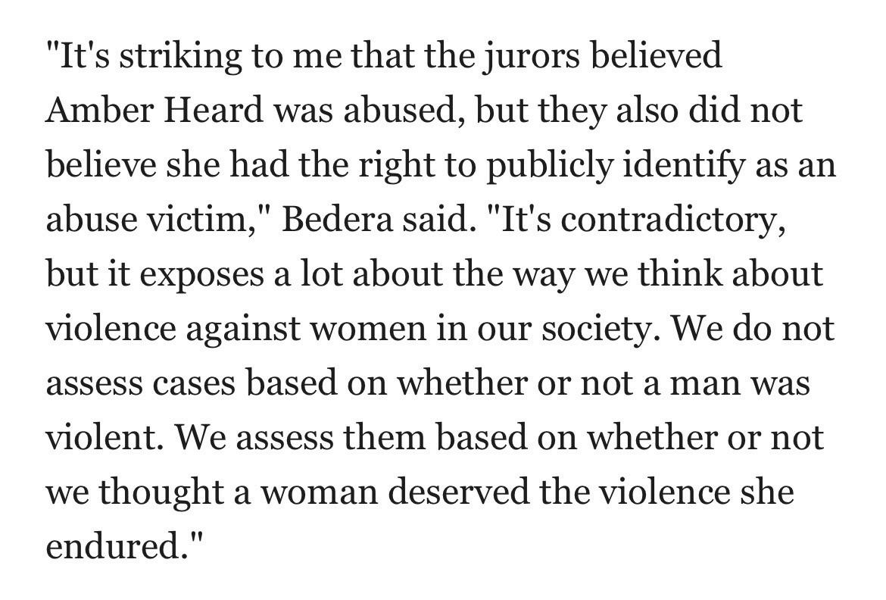 "It's striking to me that the jurors believed
Amber Heard was abused, but they also did not
believe she had the right to publicly identify as an
abuse victim," Bedera said. "It's contradictory,
but it exposes a lot about the way we think about
violence against women in our society. We do not
assess cases based on whether or not a man was
violent. We assess them based on whether or not
we thought a woman deserved the violence she
endured."